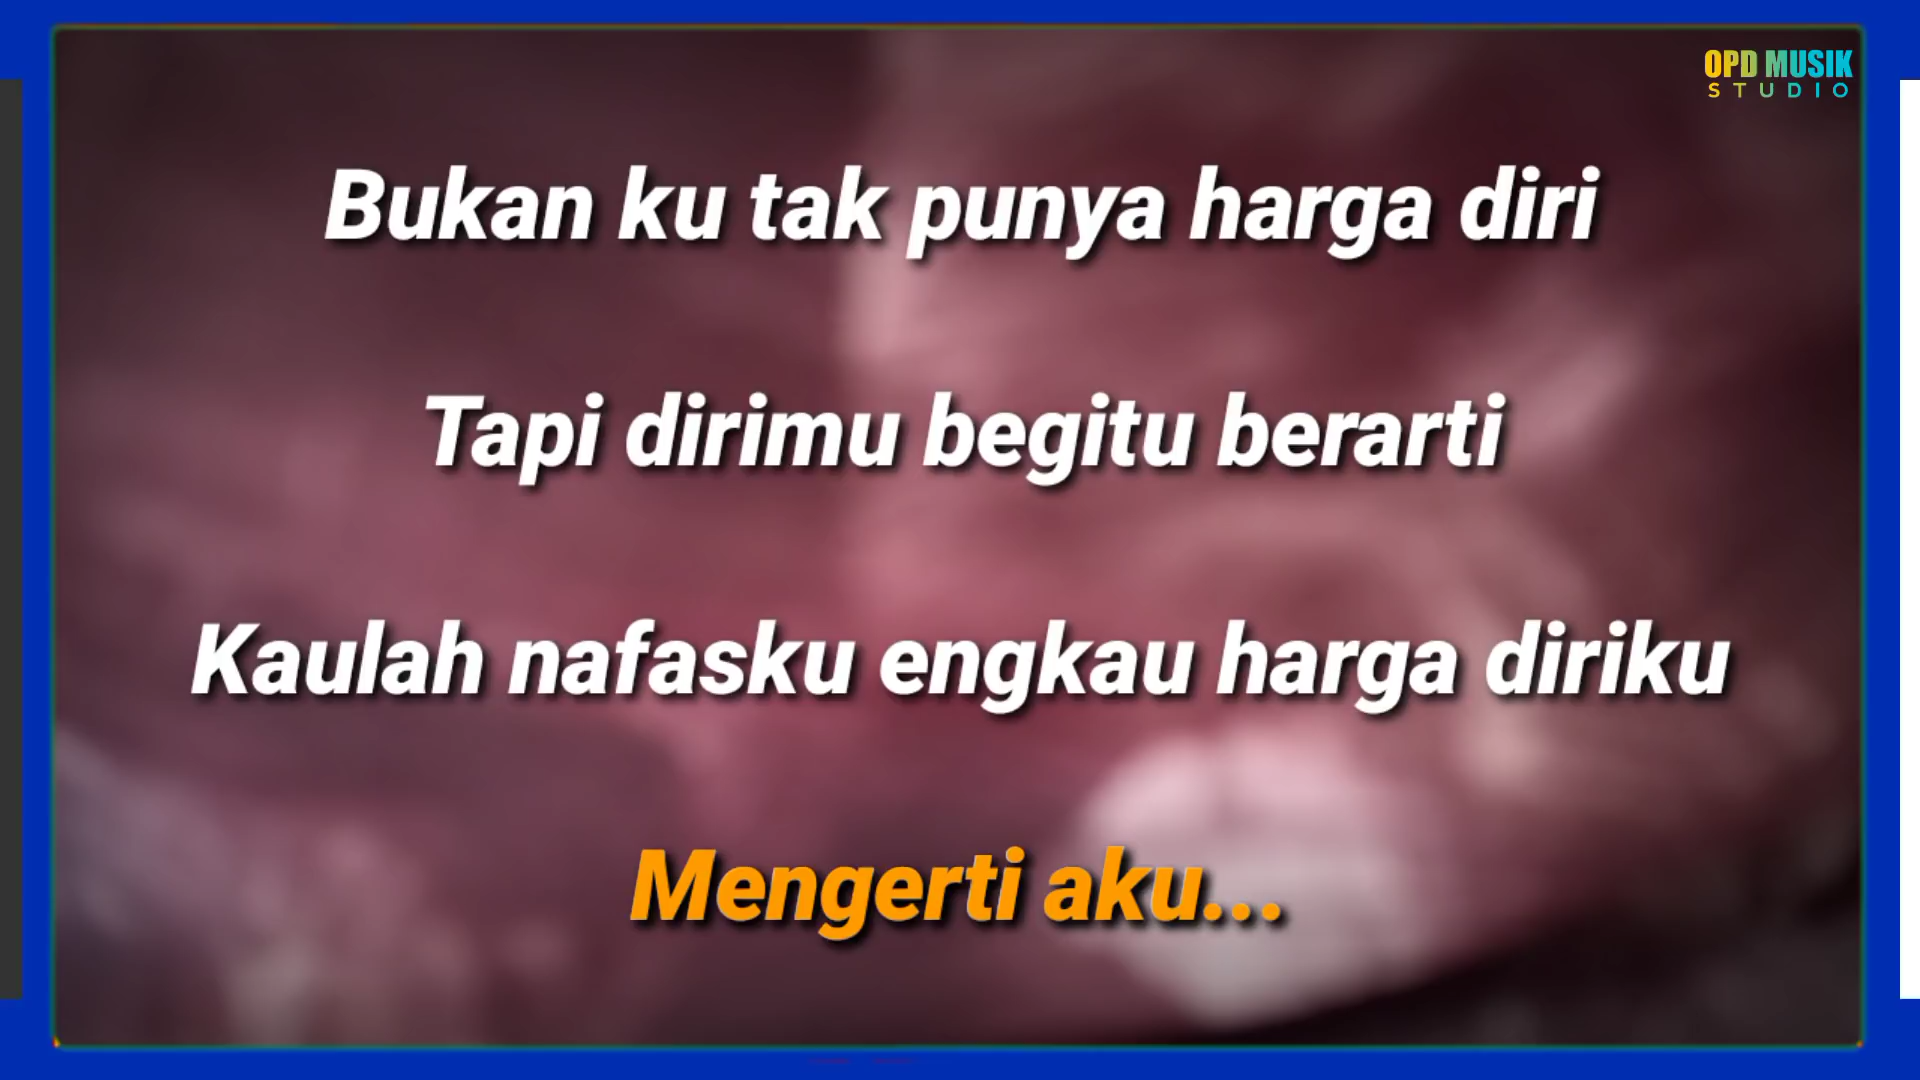 OPD MUSIK
STUDIO
Bukan ku tak punya harga diri
Tapi dirimu begitu berarti
Kaulah nafasku engkau harga diriku
Mengerti aku...